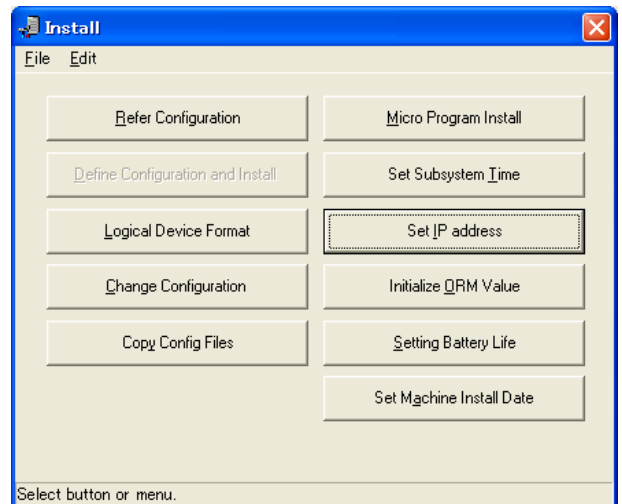 Install
File Edit
Refer Configuration
Define Configuration and Install
Logical Device Format
Change Configuration
Copy Config Files
Micro Program Install
Set Subsystem Time
Set IP address
Initialize ORM Value
Setting Battery Life
Set Machine Install Date
Select button or menu.